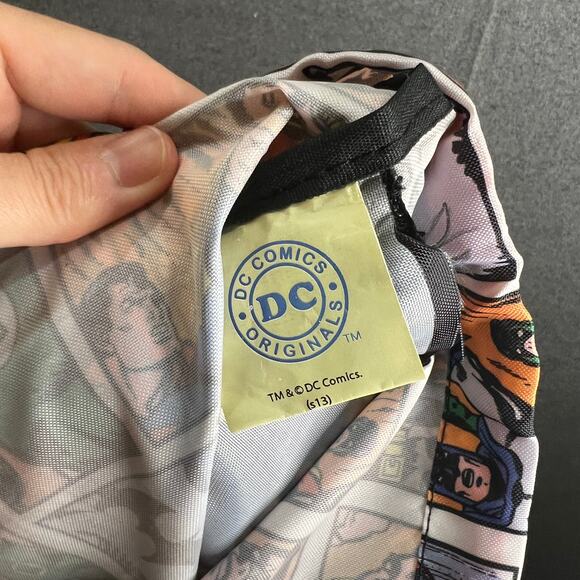 DC COMICS
DC
ORIGINALS
TM
TM & © DC Comics.
(s13)